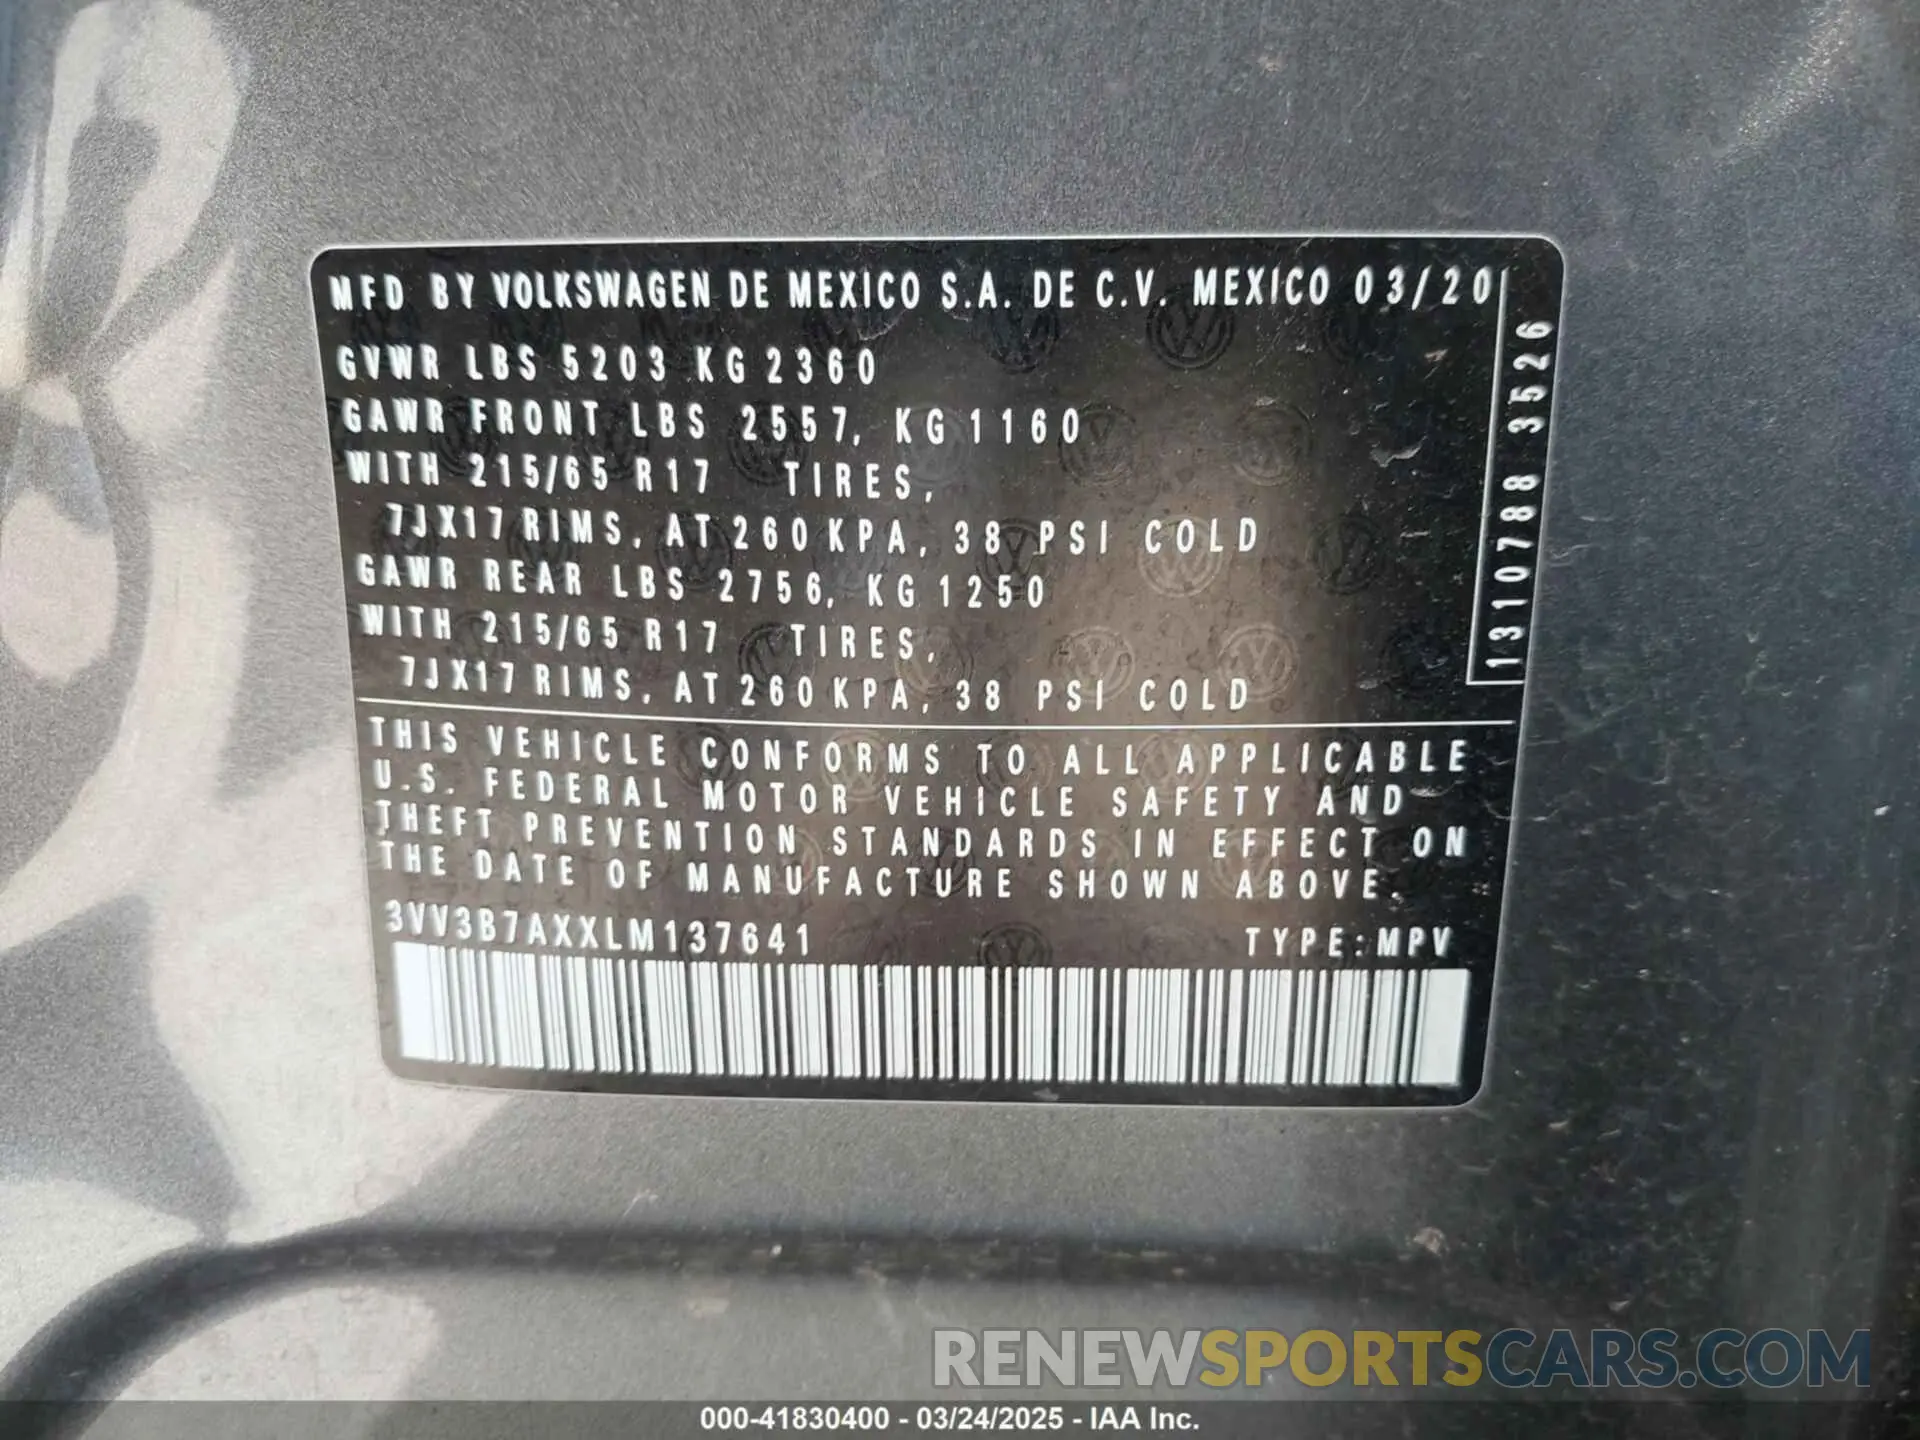 MFD BY VOLKSWAGEN DE MEXICO S.A. DE C.V. MEXICO 03/20
GVWR LBS 5203 KG 2360
GAWR FRONT LBS 2557, KG 1160
WITH 215/65 R17 TIRES,
7JX17 RIMS, AT 260 KPA, 38 PSI COLD
GAWR REAR LBS 2756, KG 1250
WITH 215/65 R17 TIRES,
7JX17 RIMS, AT 260 KPA, 38 PSI COLD
1310788 3526
THIS VEHICLE CONFORMS TO ALL APPLICABLE
U.S. FEDERAL MOTOR VEHICLE SAFETY AND
THEFT PREVENTION STANDARDS IN EFFECT ON
THE DATE OF MANUFACTURE SHOWN ABOVE.
3VV3B7AXXLM137641 TYPE: MPV
RENEWSPORTSCARS.COM
000-41830400 - 03/24/2025 - IAA Inc.